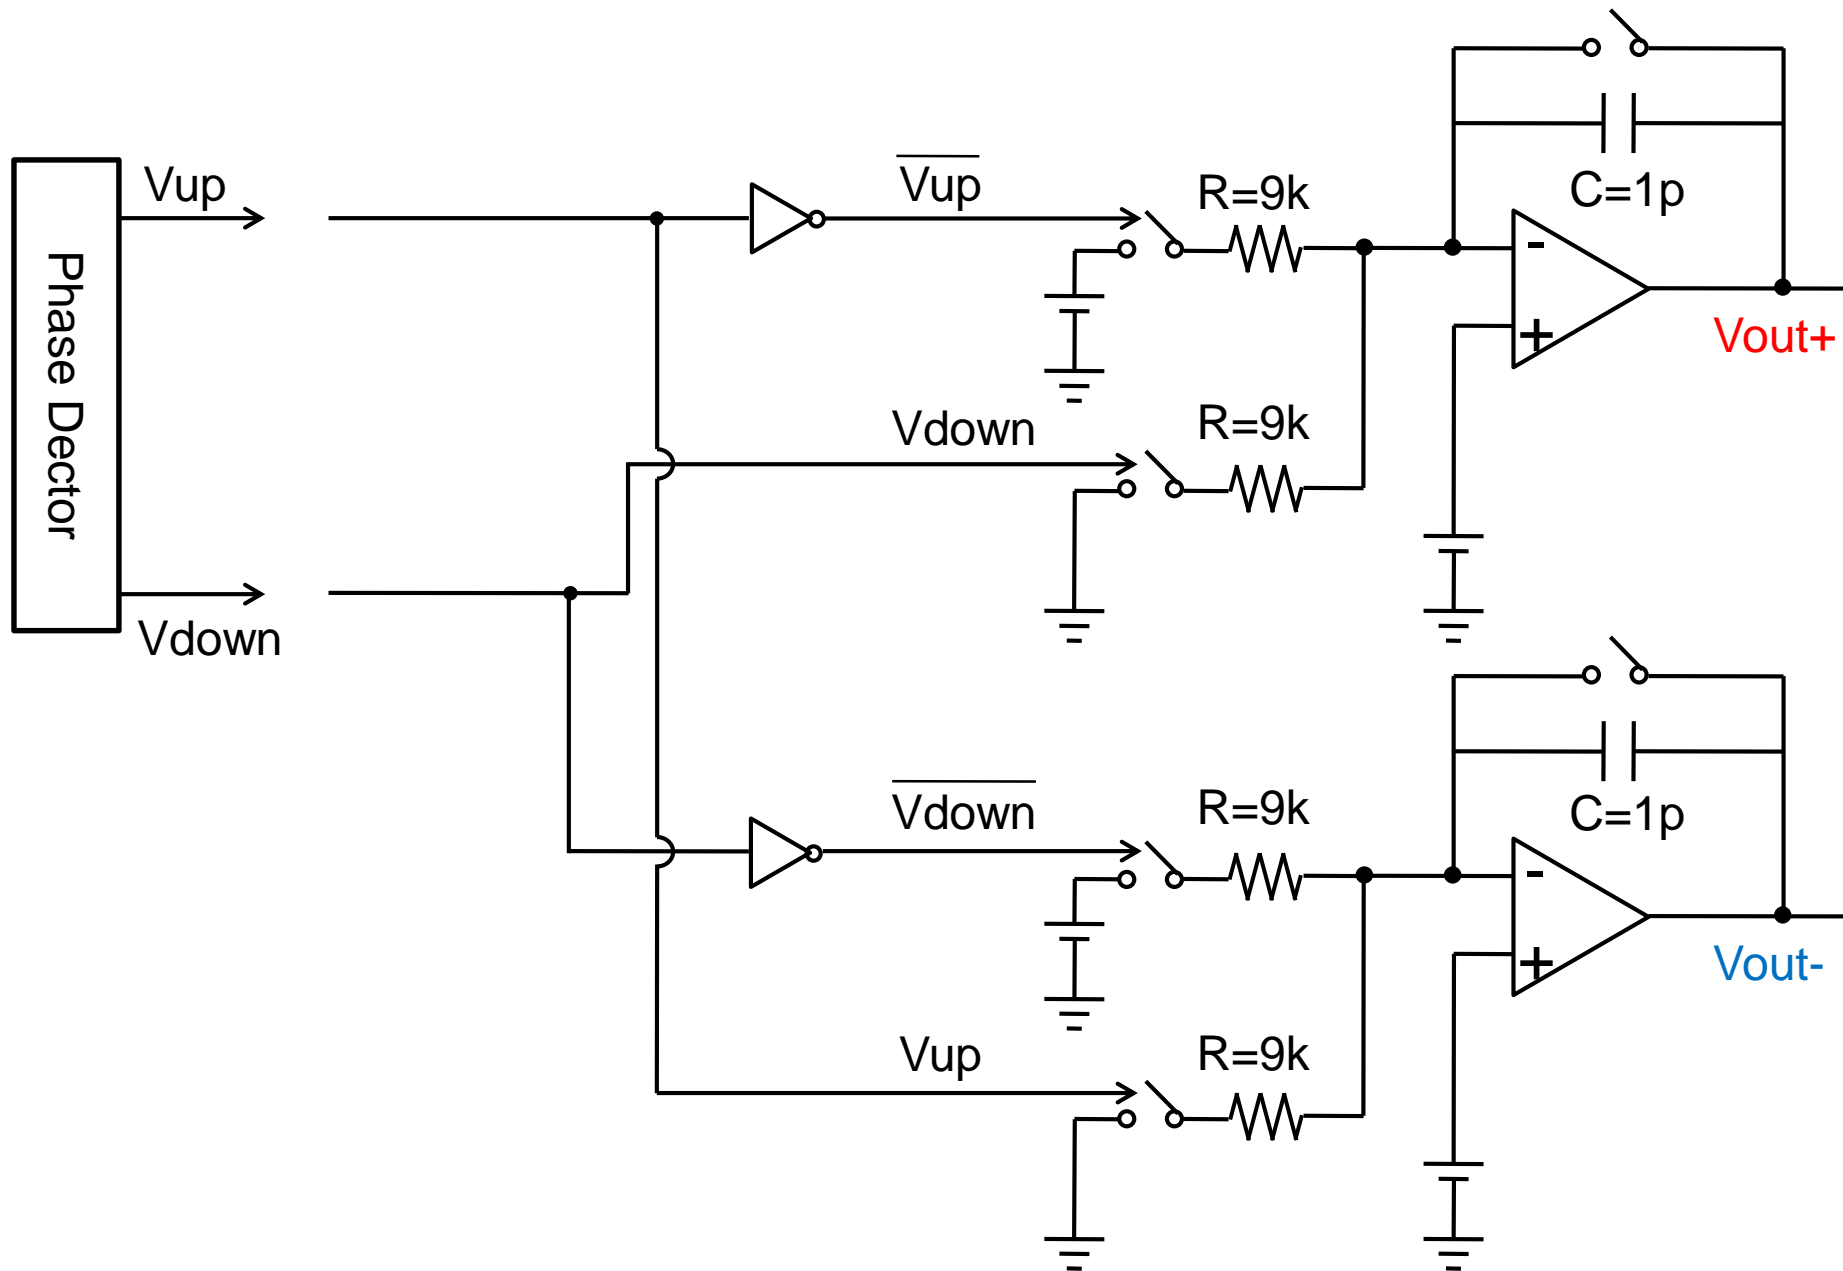 Vup
Phase Dector
Vdown
Vup
R=9k
C=1p
-
+
Vout+
Vdown
R=9k
Vdown
R=9k
C=1p
-
+
Vout-
Vup
R=9k